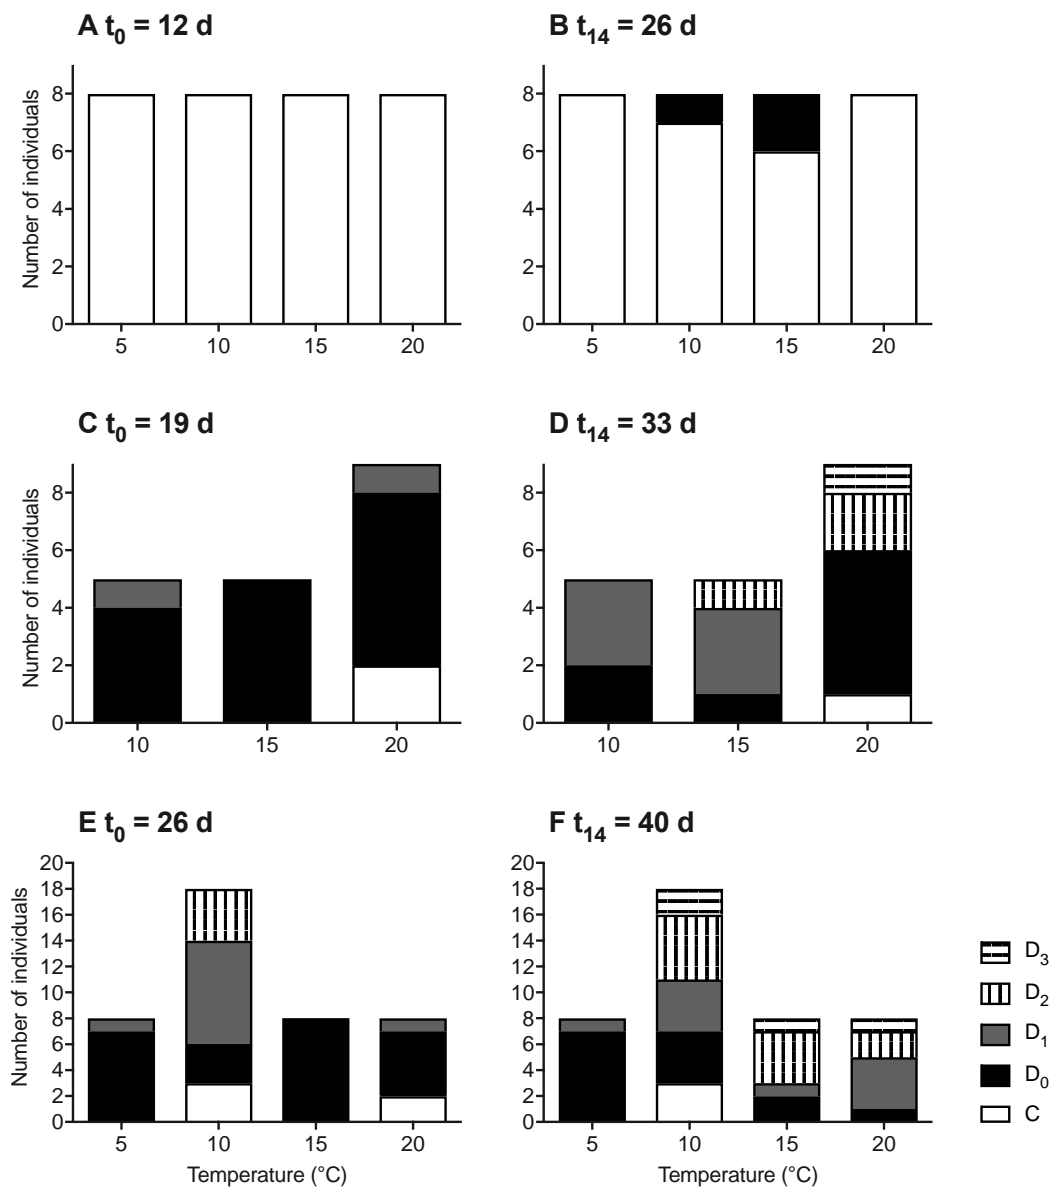 A t0 = 12 d
B t14 = 26 d
Number of individuals
8
6
4
2
0
5 10 15 20
8
6
4
2
0
5 10 15 20
C t0 = 19 d
D t14 = 33 d
Number of individuals
8
6
4
2
0
10 15 20
8
6
4
2
0
10 15 20
E t0 = 26 d
F t14 = 40 d
Number of individuals
20
18
16
14
12
10
8
6
4
2
0
5 10 15 20
Temperature (°C)
20
18
16
14
12
10
8
6
4
2
0
5 10 15 20
Temperature (°C)
D3
D2
D1
D0
C